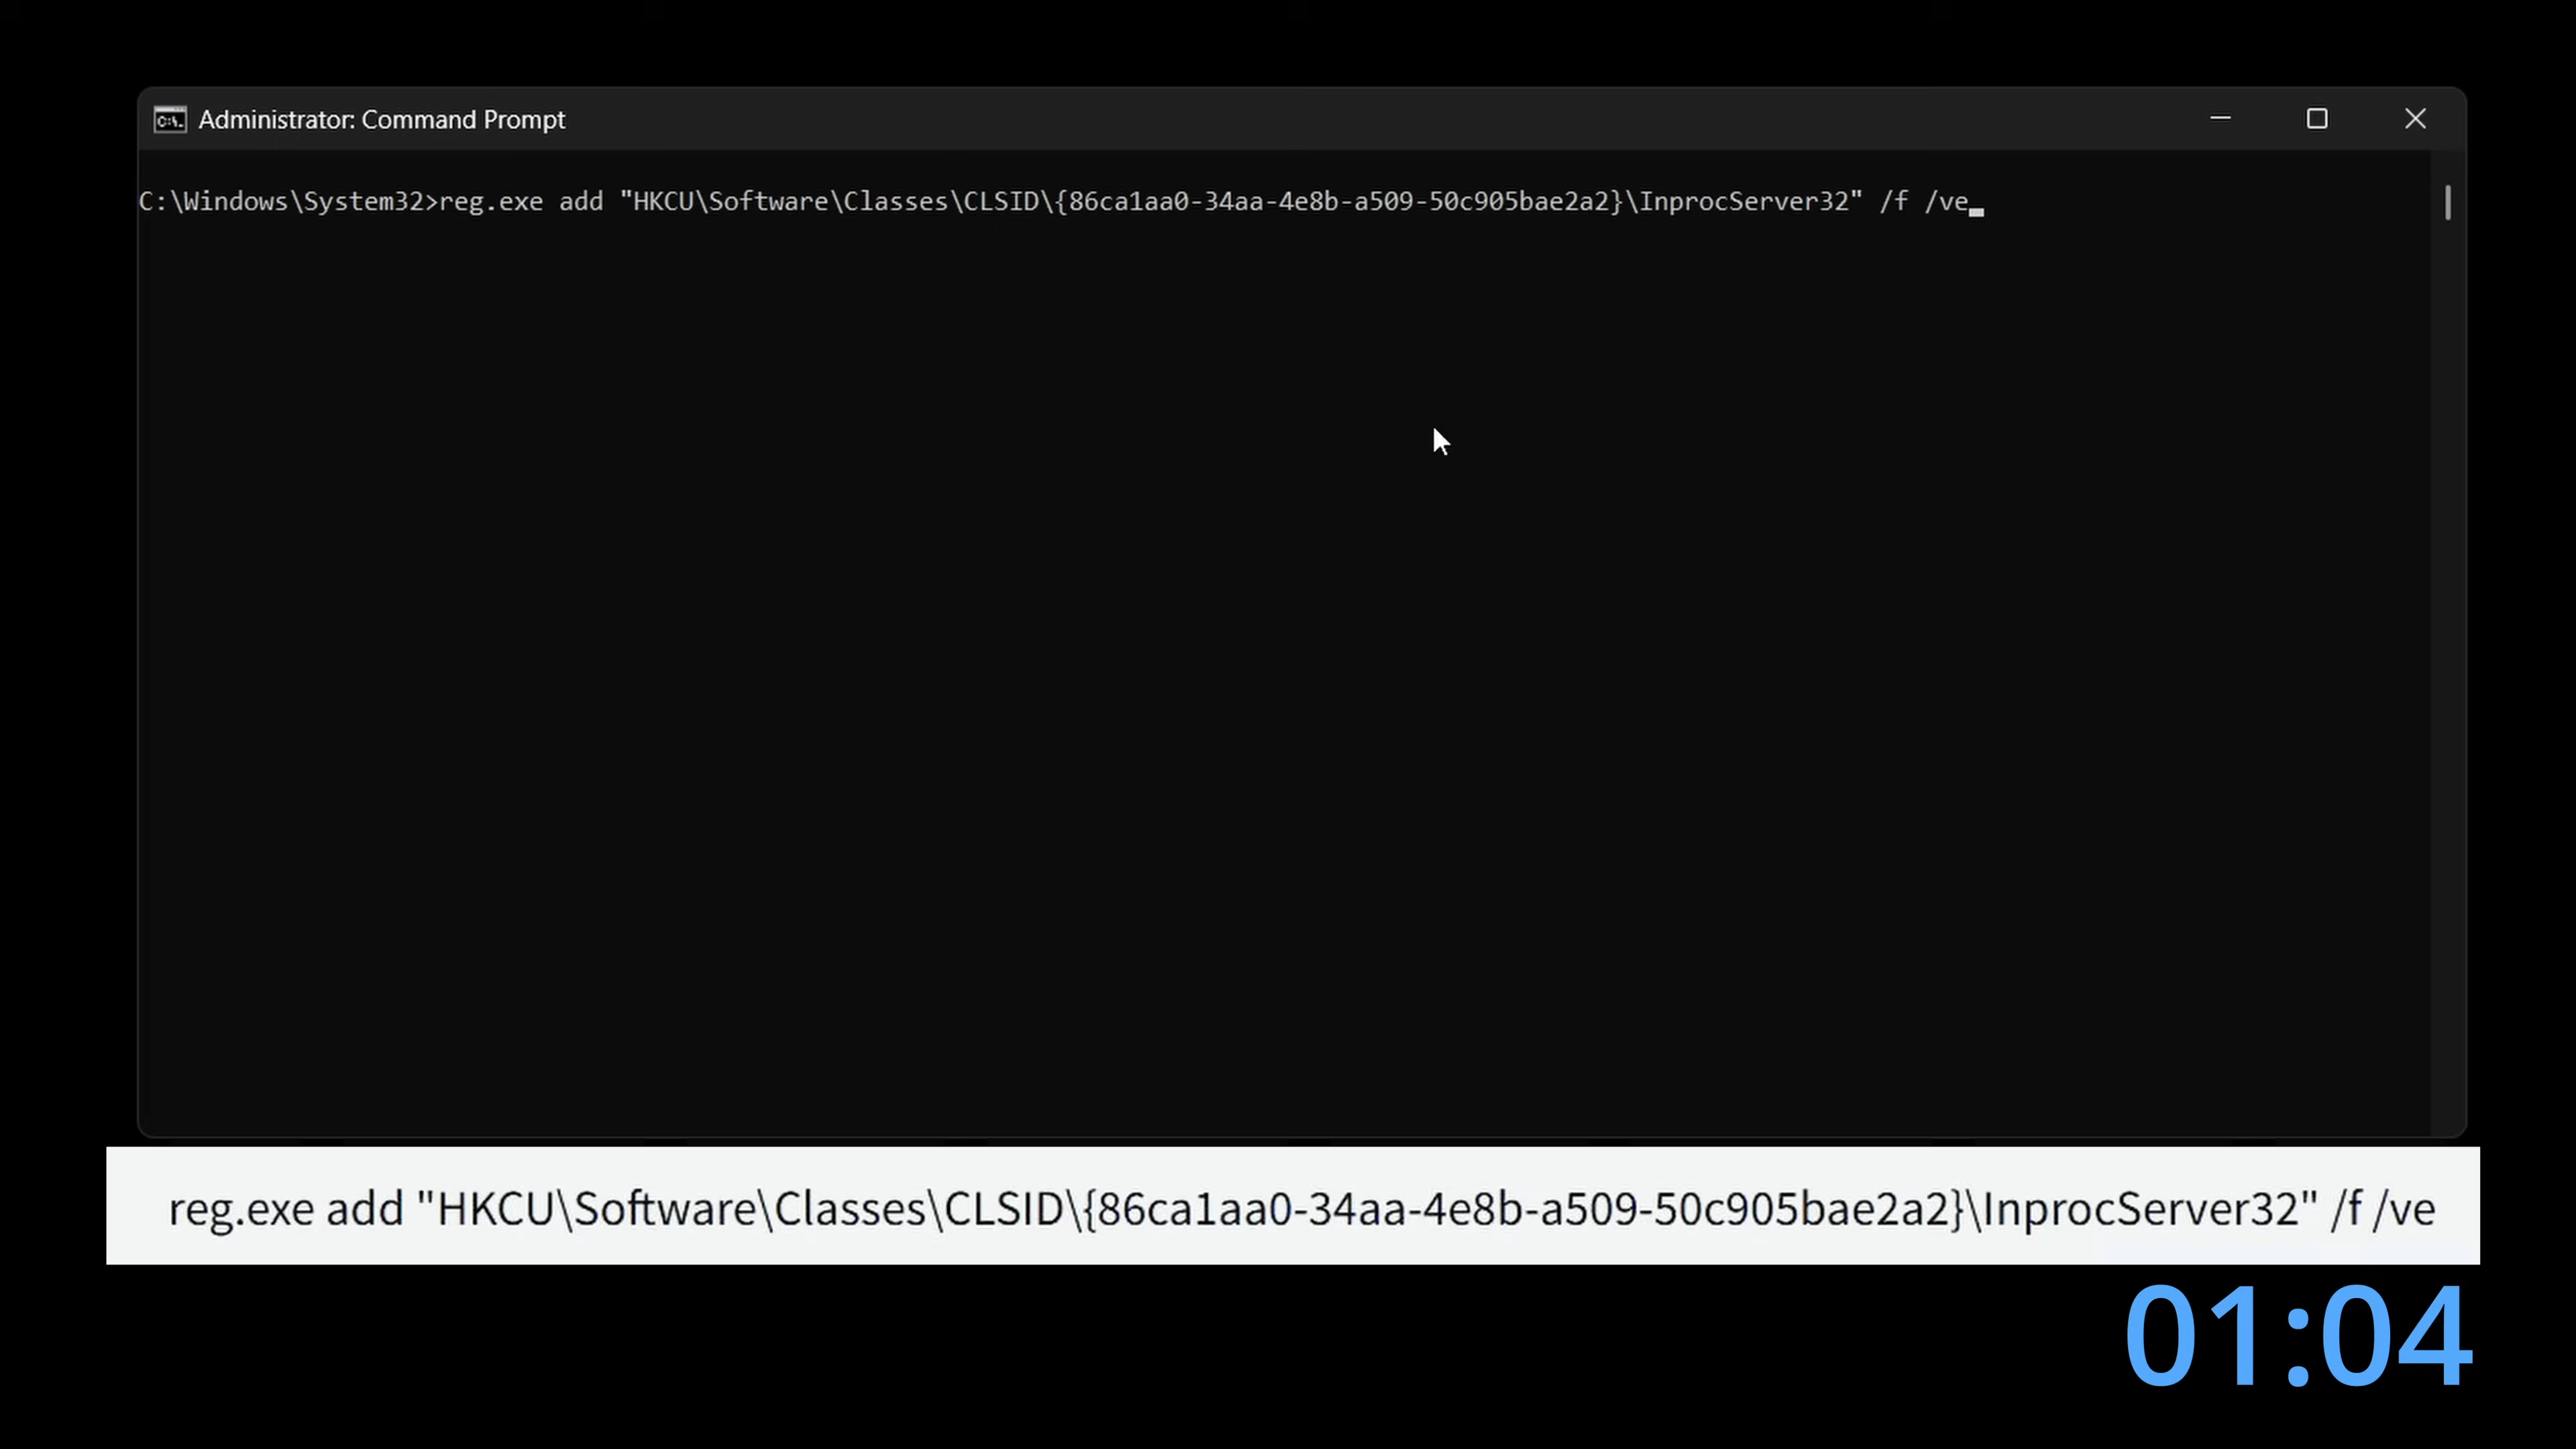 Administrator: Command Prompt
C:\Windows\System32>reg.exe add "HKCU\Software\Classes\CLSID\{86ca1aa0-34aa-4e8b-a509-50c905bae2a2}\InprocServer32" /f /ve
reg.exe add "HKCU\Software\Classes\CLSID\{86ca1aa0-34aa-4e8b-a509-50c905bae2a2}\InprocServer32" /f /ve
01:04